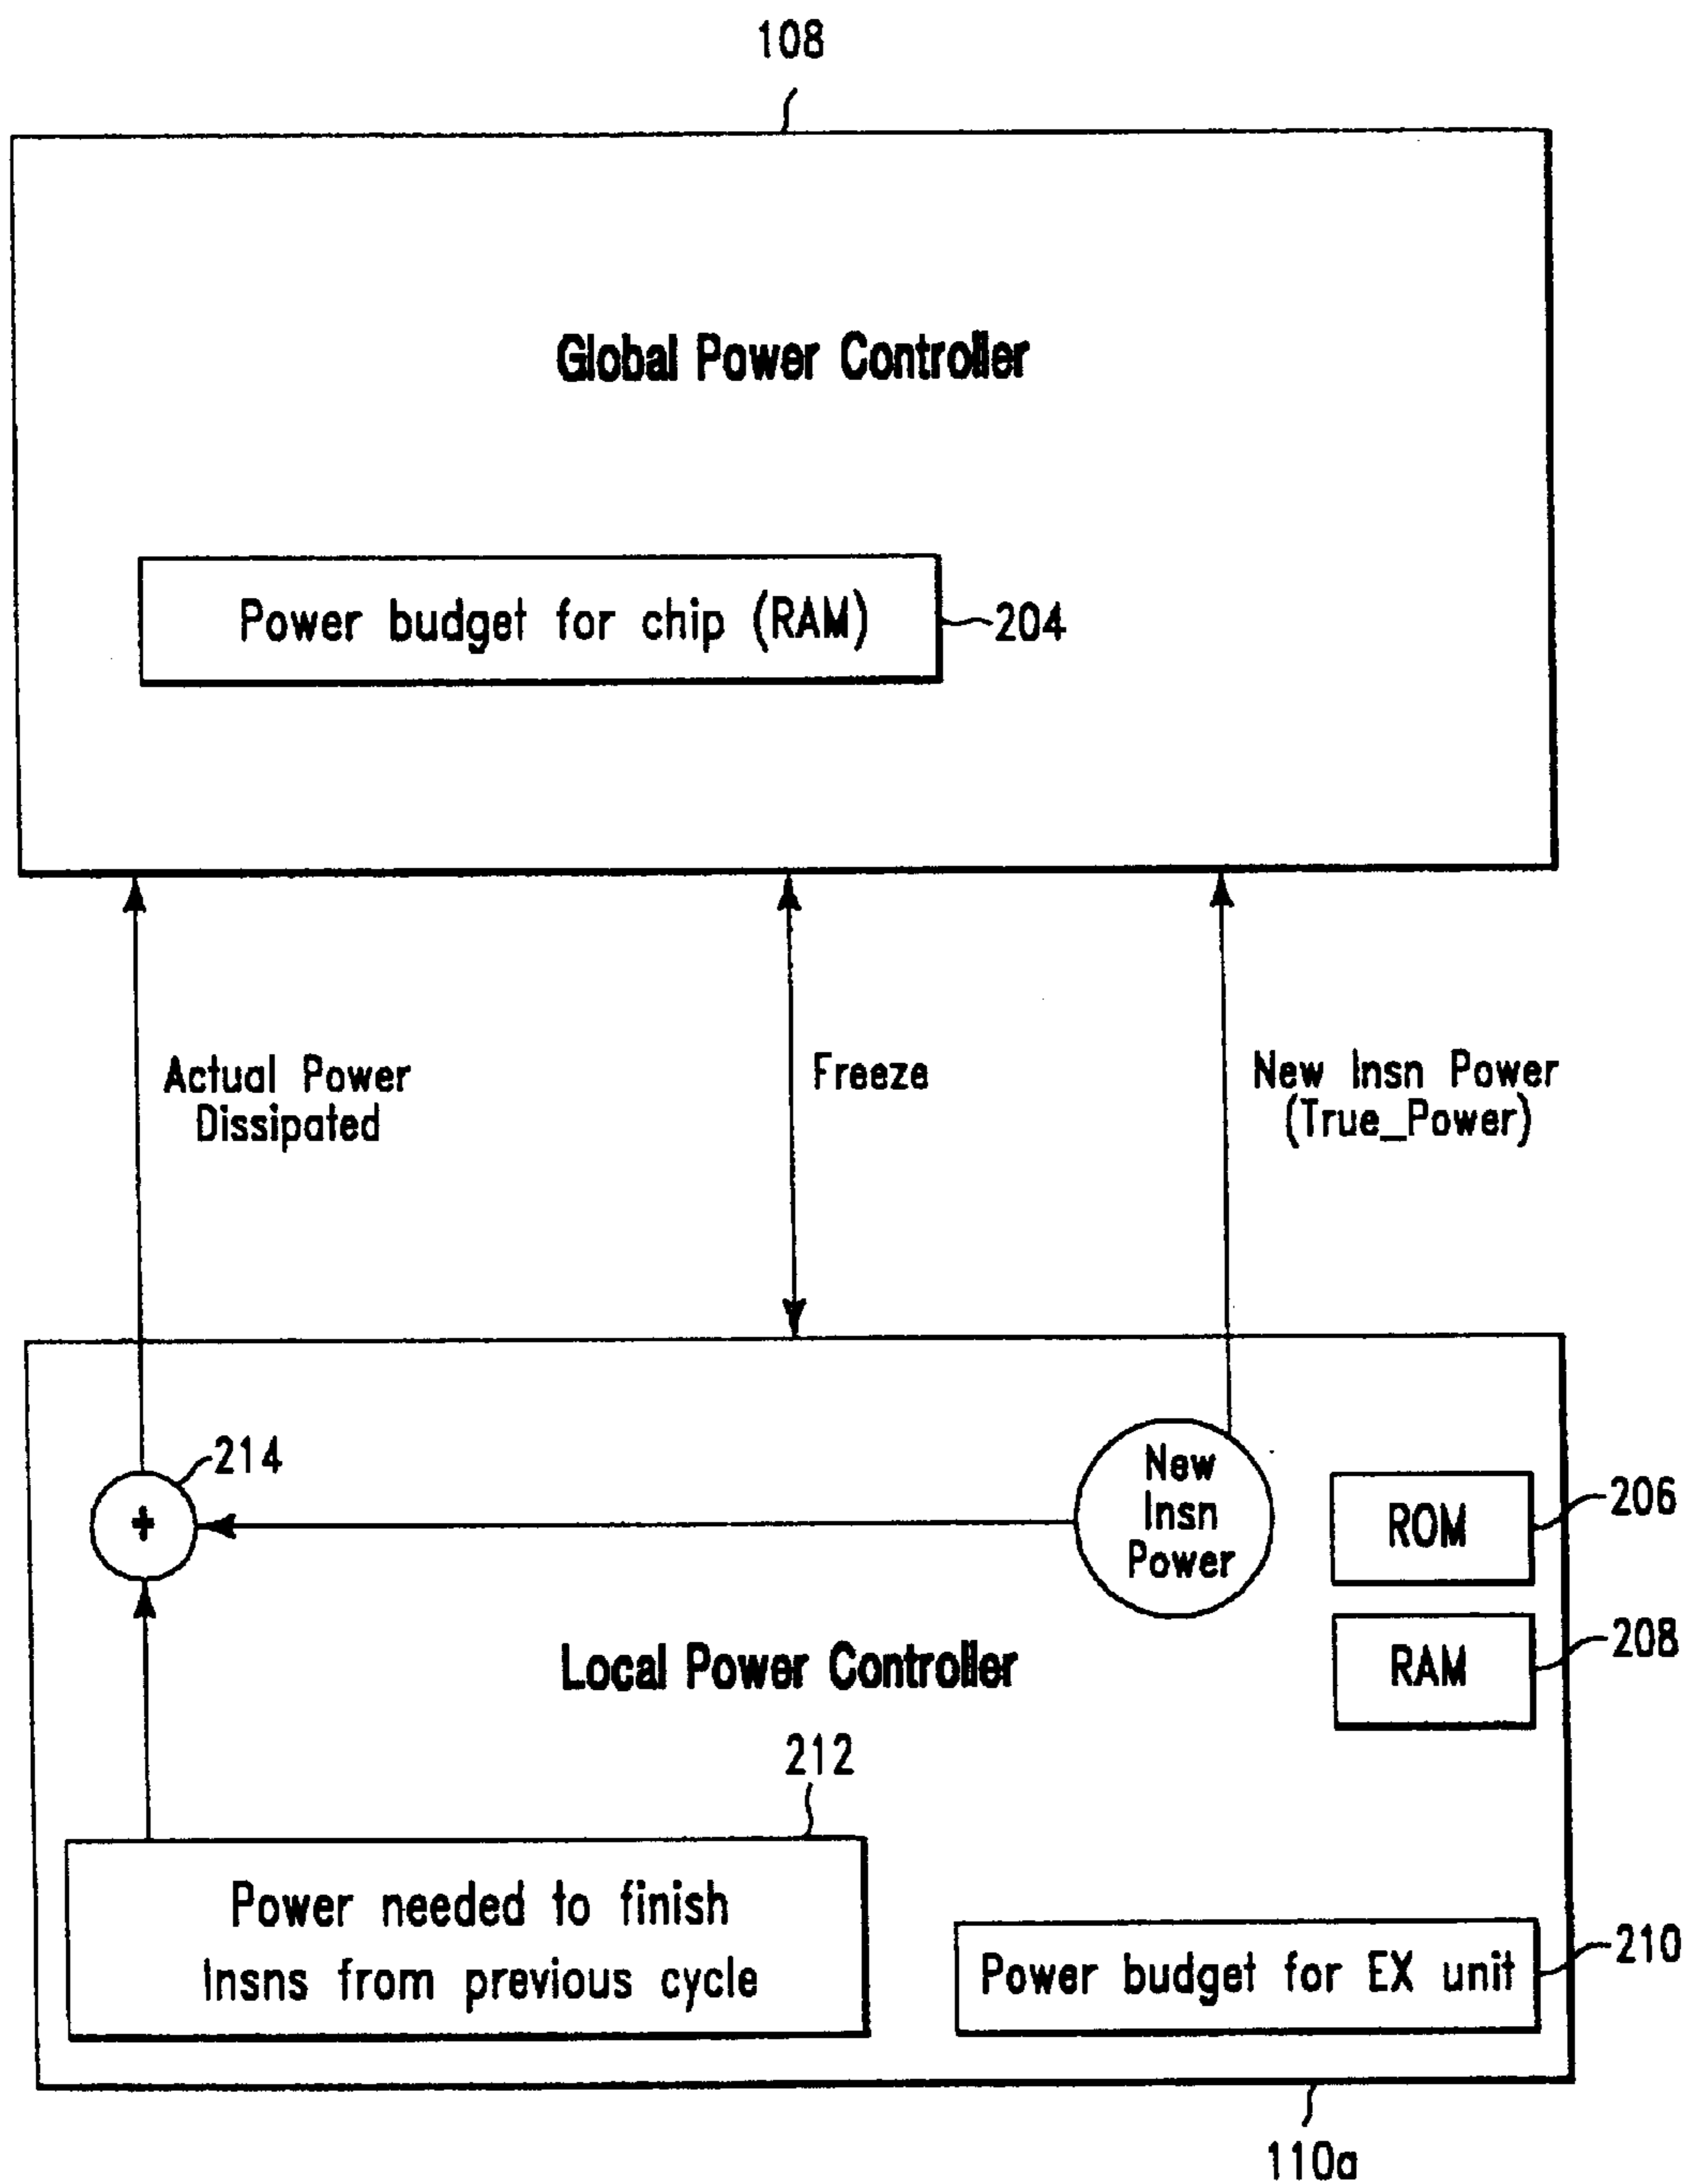 108
Global Power Controller
Power budget for chip (RAM)
204
Actual Power
Dissipated
Freeze
New Insn Power
(True_Power)
214
+
New
Insn
Power
ROM
206
RAM
208
Local Power Controller
212
Power needed to finish
Insns from previous cycle
Power budget for EX unit
210
110a